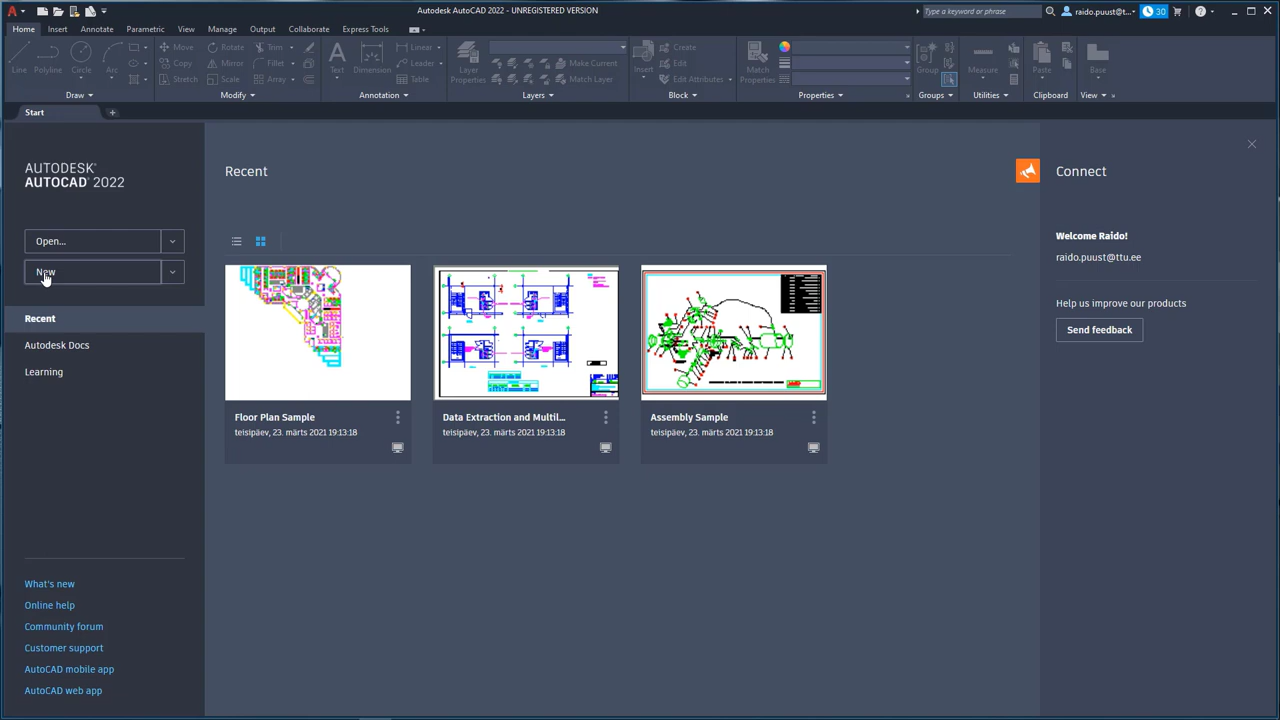 Autodesk AutoCAD 2022 - UNREGISTERED VERSION
Type a keyword or phrase
raido.puust@tt...
30
Home Insert Annotate Parametric View Manage Output Collaborate Express Tools
Line
Polyline
Circle
Arc
Draw
Move
Copy
Stretch
Rotate
Mirror
Scale
Trim
Fillet
Array
Modify
Text
Dimension
Linear
Leader
Table
Annotation
Layer
Properties
Make Current
Match Layer
Layers
Insert
Create
Edit
Edit Attributes
Block
Match
Properties
Properties
Group
Groups
Measure
Utilities
Paste
Clipboard
Base
View
Start
AUTODESK®
AUTOCAD® 2022
Open...
New
Recent
Autodesk Docs
Learning
What's new
Online help
Community forum
Customer support
AutoCAD mobile app
AutoCAD web app
Recent
Floor Plan Sample
teisipäev, 23. märts 2021 19:13:18
Data Extraction and Multil...
teisipäev, 23. märts 2021 19:13:18
Assembly Sample
teisipäev, 23. märts 2021 19:13:18
Connect
Welcome Raido!
raido.puust@ttu.ee
Help us improve our products
Send feedback